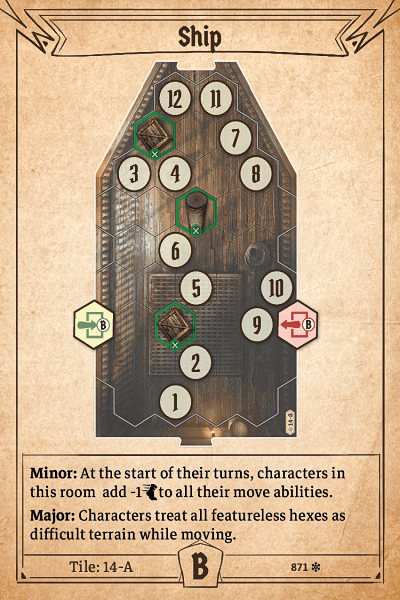 Ship
12 11
7
3 4 8
6
5 10
B 9 B
2
1
14-A
Minor: At the start of their turns, characters in
this room add -1 to all their move abilities.
Major: Characters treat all featureless hexes as
difficult terrain while moving.
Tile: 14-A B 871